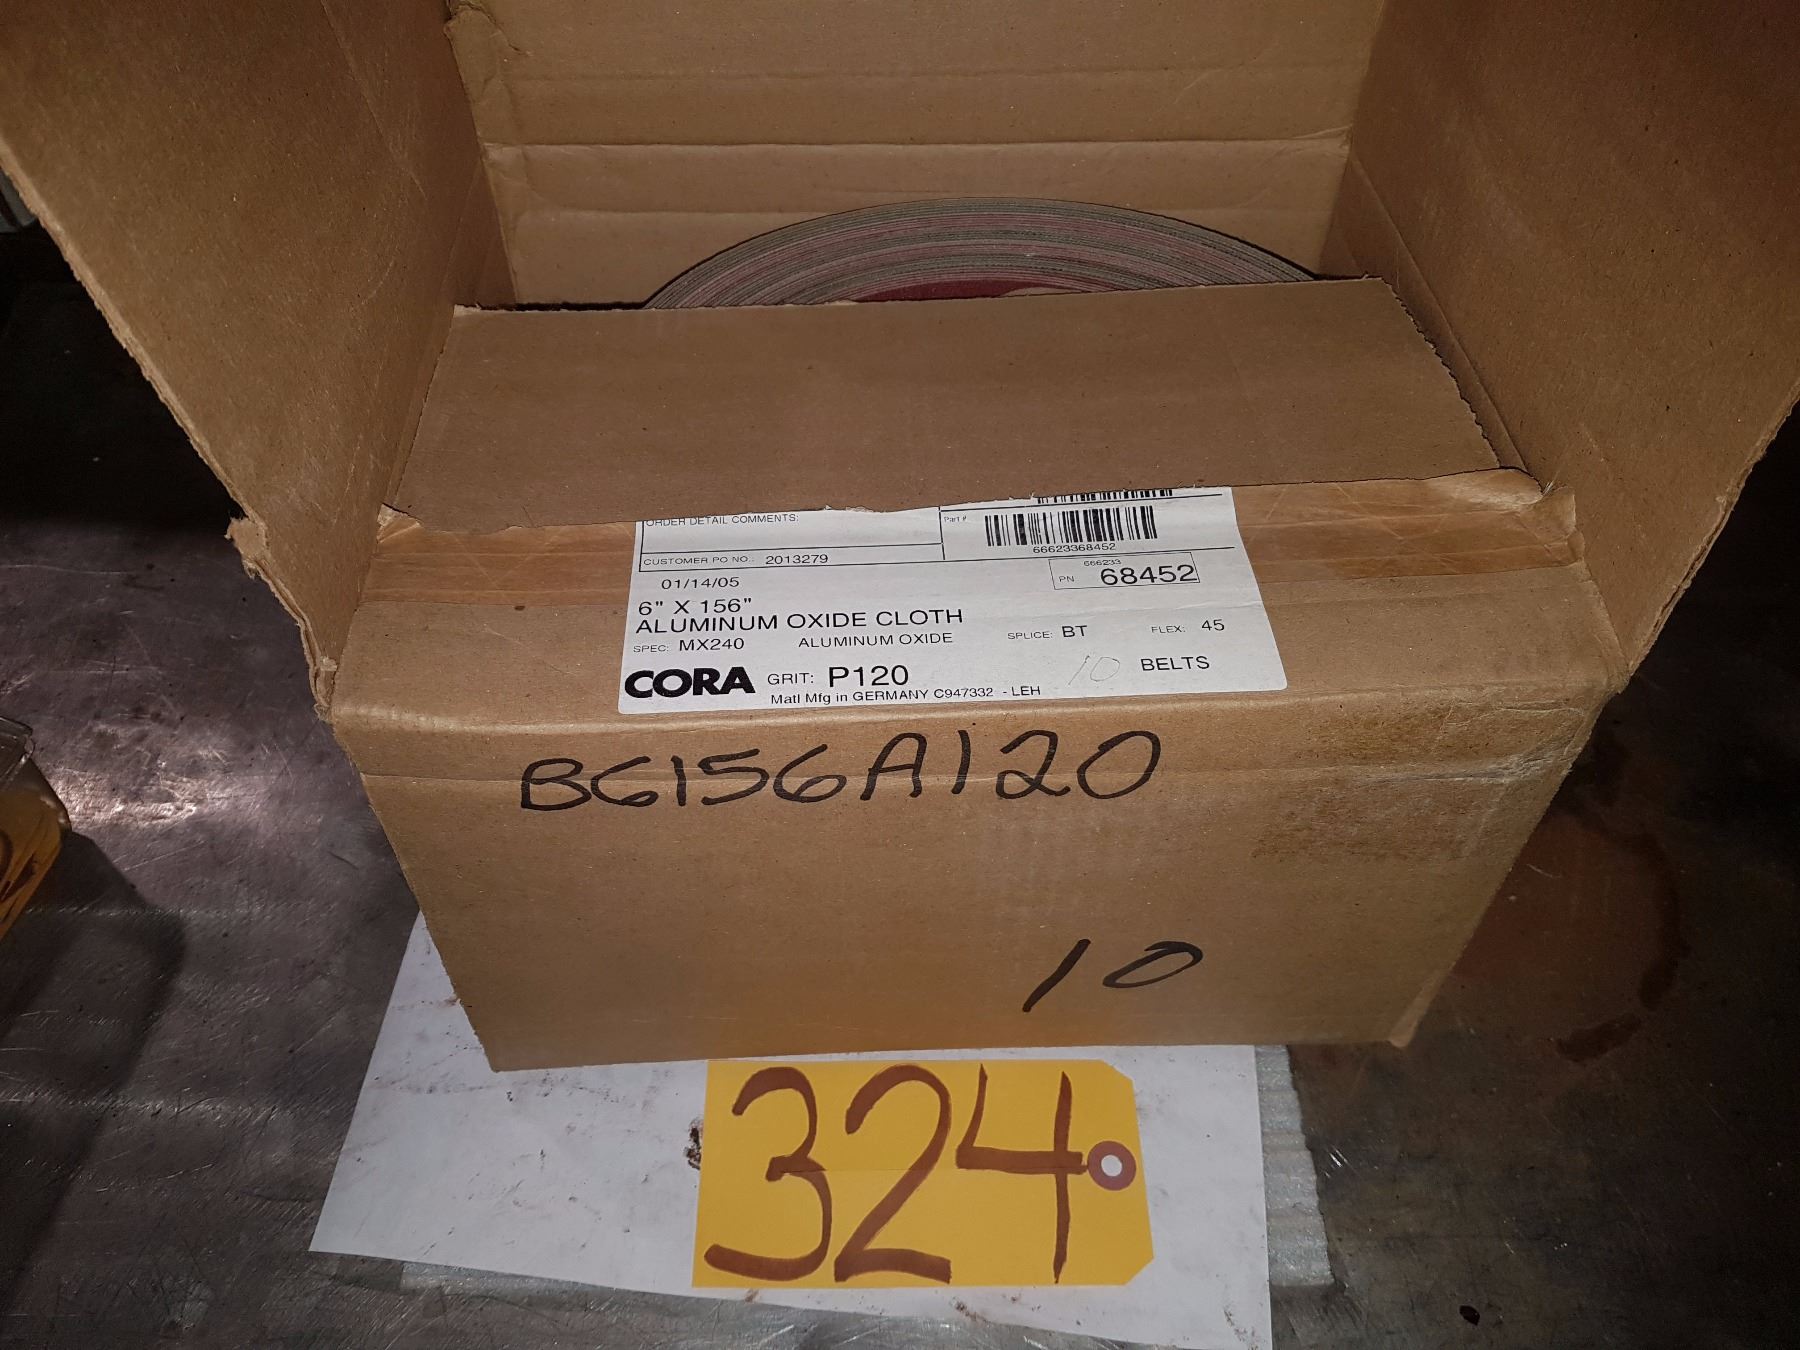 ORDER DETAIL COMMENTS:
Part #
66623368452
CUSTOMER PO NO.: 2013279
666233
PN 68452
01/14/05
6" X 156"
ALUMINUM OXIDE CLOTH
SPEC: MX240 ALUMINUM OXIDE SPLICE: BT FLEX: 45
CORA GRIT: P120 10 BELTS
Matl Mfg in GERMANY C947332 - LEH
B6156A120
10
324